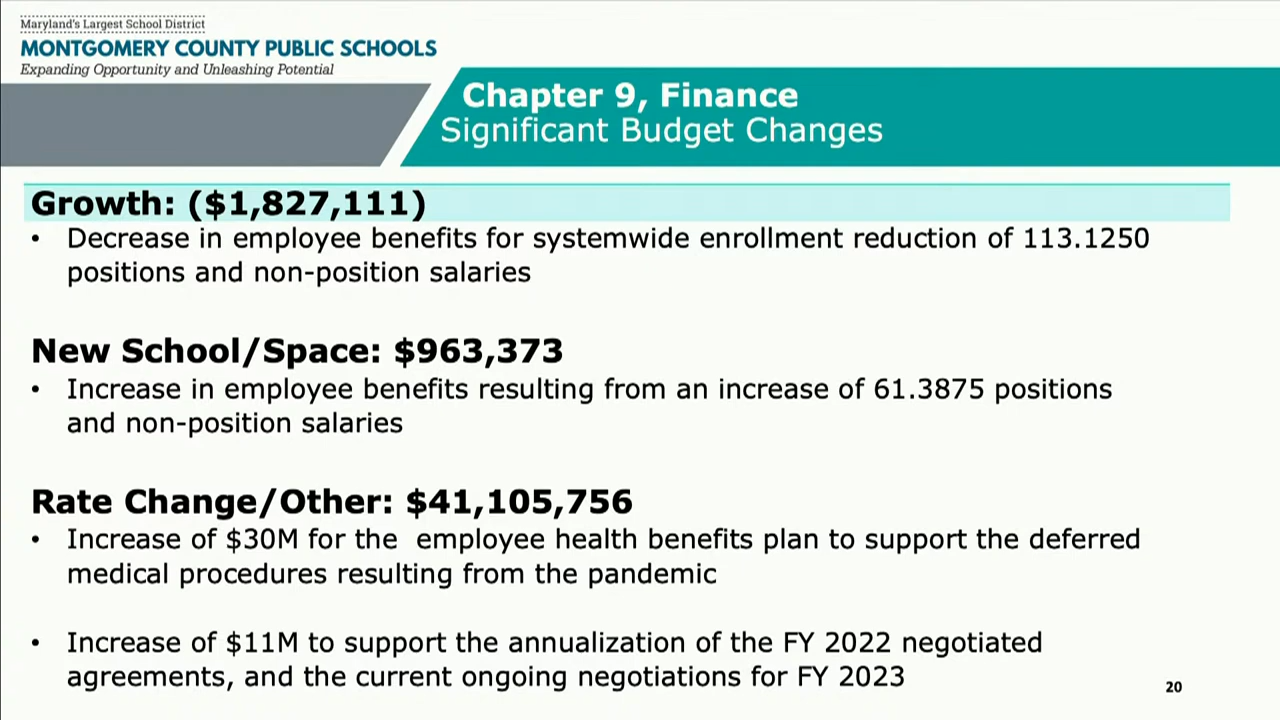 Maryland's Largest School District
MONTGOMERY COUNTY PUBLIC SCHOOLS
Expanding Opportunity and Unleashing Potential
Chapter 9, Finance
Significant Budget Changes
Growth: ($1,827,111)
• Decrease in employee benefits for systemwide enrollment reduction of 113.1250
positions and non-position salaries
New School/Space: $963,373
• Increase in employee benefits resulting from an increase of 61.3875 positions
and non-position salaries
Rate Change/Other: $41,105,756
• Increase of $30M for the  employee health benefits plan to support the deferred
medical procedures resulting from the pandemic
• Increase of $11M to support the annualization of the FY 2022 negotiated
agreements, and the current ongoing negotiations for FY 2023
20